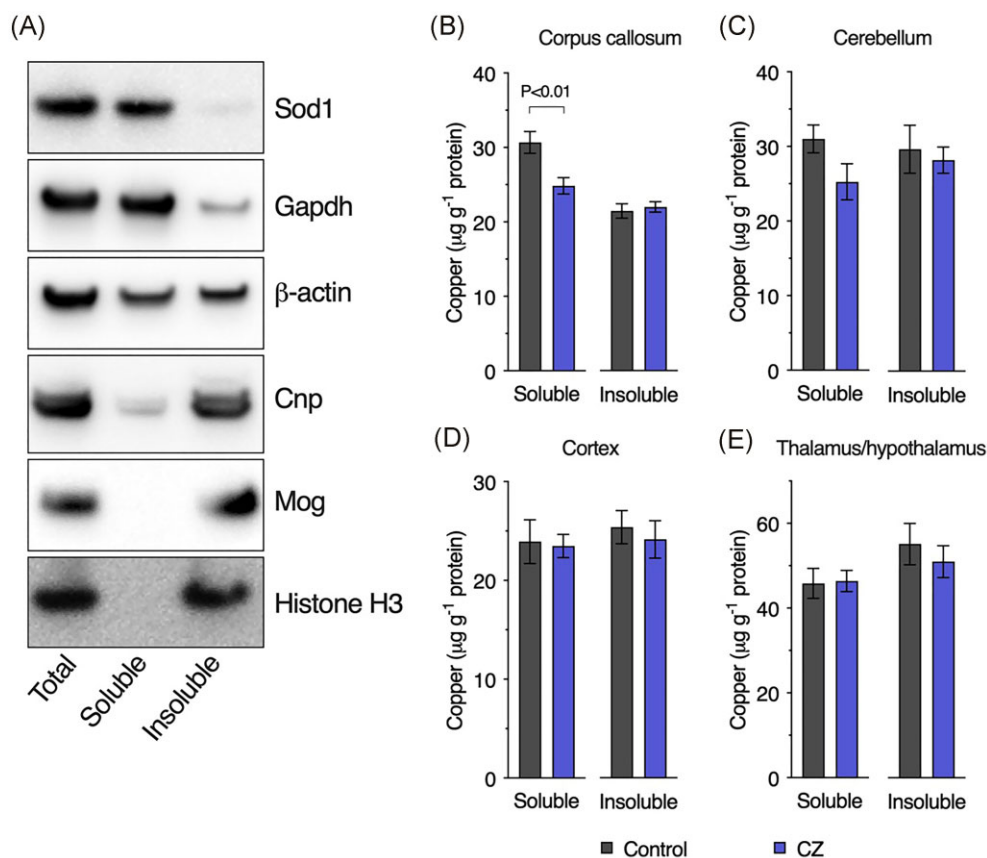 (A)
Sod1
Gapdh
β-actin
Cnp
Mog
Histone H3
Total
Soluble
Insoluble
(B)
Corpus callosum
Copper (μg g⁻¹ protein)
40
30
20
10
0
P<0.01
Soluble
Insoluble
(C)
Cerebellum
Copper (μg g⁻¹ protein)
40
30
20
10
0
Soluble
Insoluble
(D)
Cortex
Copper (μg g⁻¹ protein)
30
20
10
0
Soluble
Insoluble
(E)
Thalamus/hypothalamus
Copper (μg g⁻¹ protein)
60
40
20
0
Soluble
Insoluble
Control
CZ